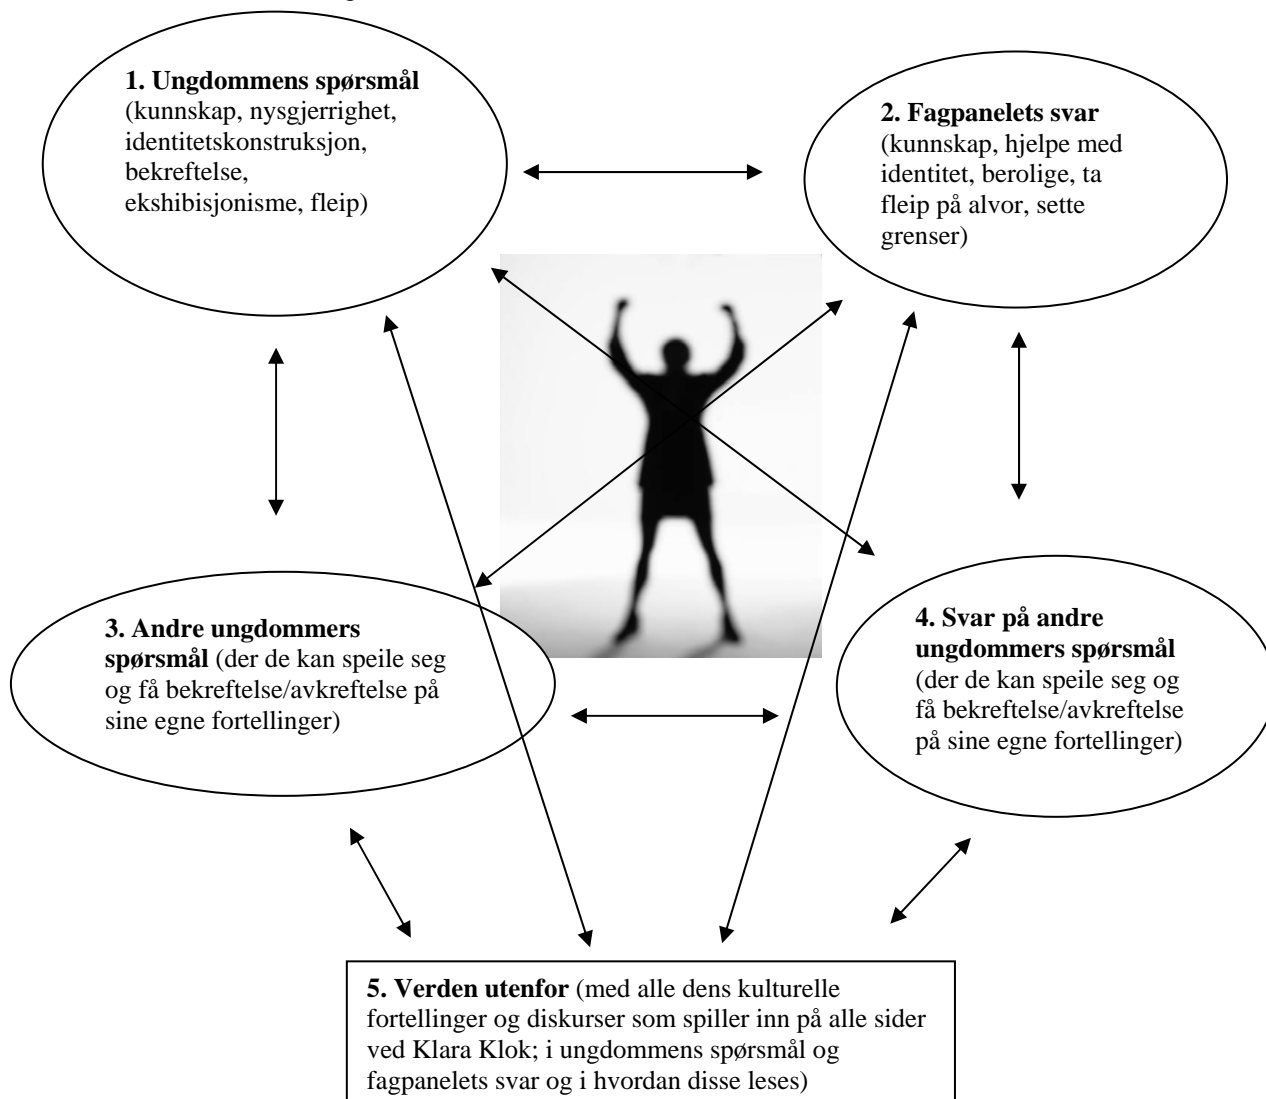 1. Ungdommens spørsmål
(kunnskap, nysgjerrighet,
identitetskonstruksjon,
bekreftelse,
ekshibisjonisme, fleip)
2. Fagpanelets svar
(kunnskap, hjelpe med
identitet, berolige, ta
fleip på alvor, sette
grenser)
3. Andre ungdommers
spørsmål (der de kan speile seg
og få bekreftelse/avkreftelse på
sine egne fortellinger)
4. Svar på andre
ungdommers spørsmål
(der de kan speile seg og
få bekreftelse/avkreftelse
på sine egne fortellinger)
5. Verden utenfor (med alle dens kulturelle
fortellinger og diskurser som spiller inn på alle sider
ved Klara Klok; i ungdommens spørsmål og
fagpanelets svar og i hvordan disse leses)